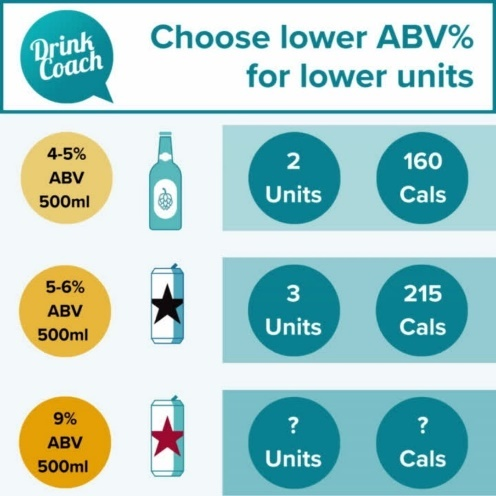 Drink
Coach
Choose lower ABV%
for lower units
4-5%
ABV
500ml
2
Units
160
Cals
5-6%
ABV
500ml
3
Units
215
Cals
9%
ABV
500ml
?
Units
?
Cals